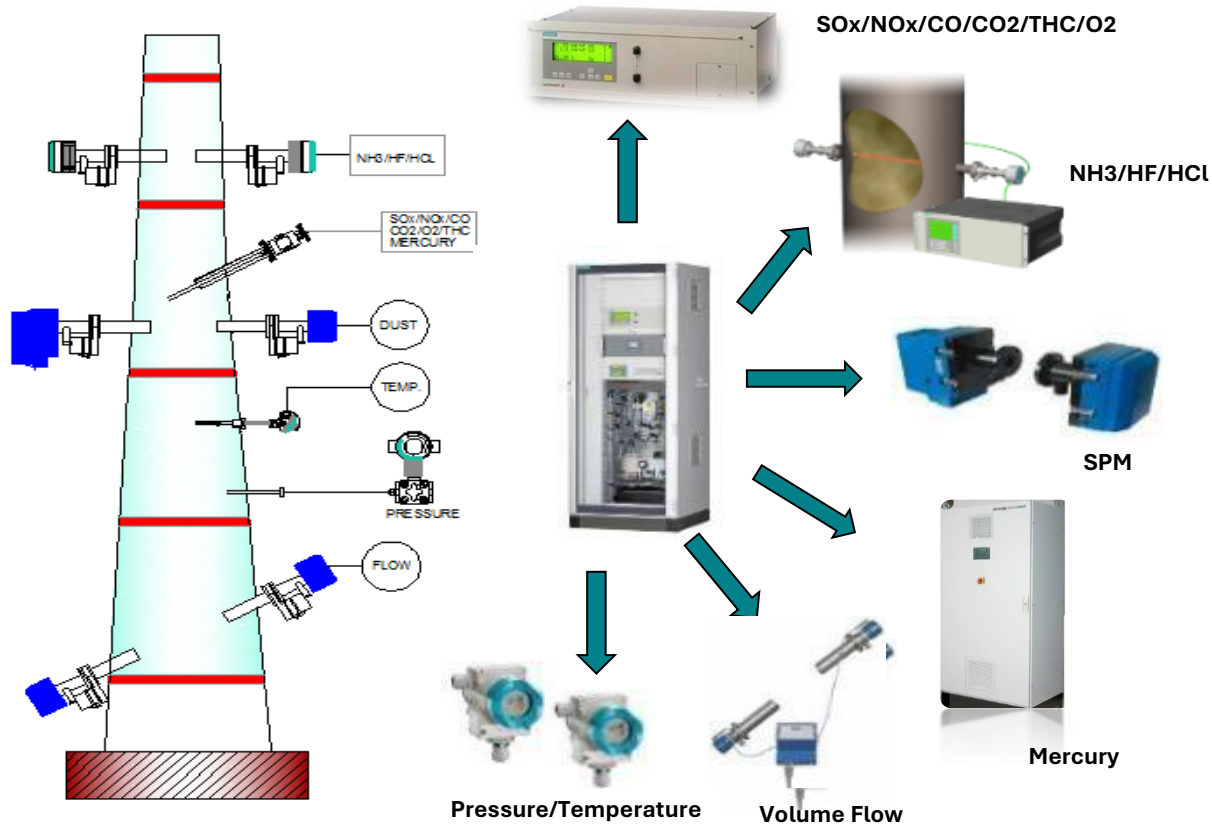 SOx/NOx/CO/CO2/THC/O2
NH3/HF/HCL
NH3/HF/HCl
SOx/NOx/CO
CO2/O2/THC
MERCURY
DUST
TEMP.
SPM
PRESSURE
FLOW
Mercury
Pressure/Temperature
Volume Flow